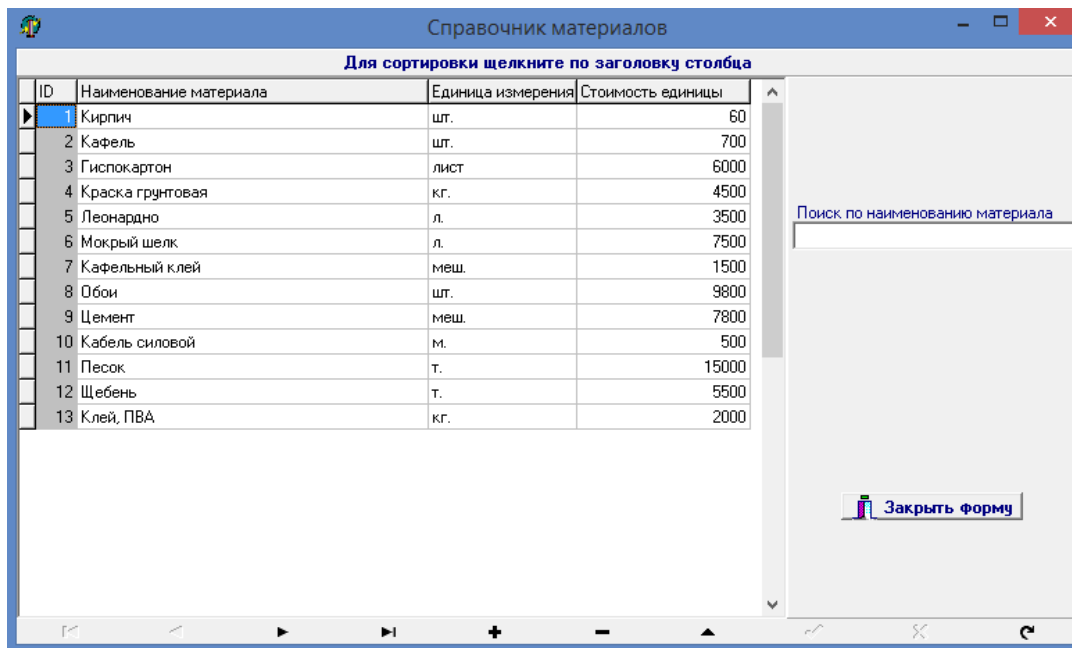 Справочник материалов
Для сортировки щелкните по заголовку столбца
ID Наименование материала Единица измерения Стоимость единицы
1 Кирпич шт. 60
2 Кафель шт. 700
3 Гиспокартон лист 6000
4 Краска грунтовая кг. 4500
5 Леонардно л. 3500
6 Мокрый шелк л. 7500
7 Кафельный клей меш. 1500
8 Обои шт. 9800
9 Цемент меш. 7800
10 Кабель силовой м. 500
11 Песок т. 15000
12 Щебень т. 5500
13 Клей, ПВА кг. 2000
Поиск по наименованию материала
Закрыть форму